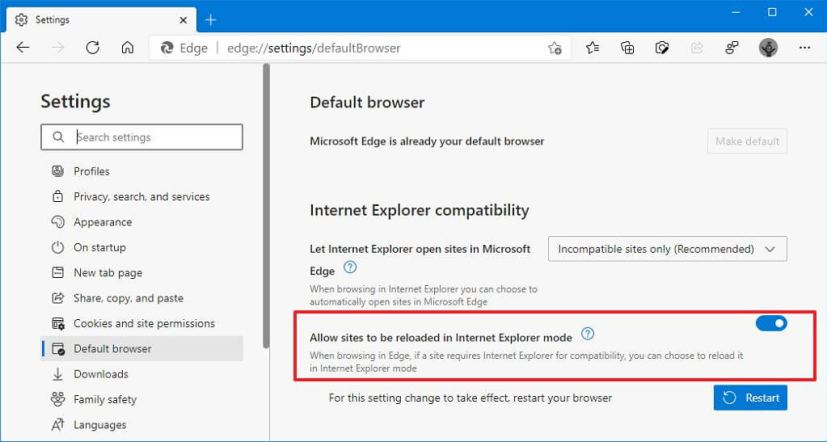 Settings
Edge | edge://settings/defaultBrowser
Settings
Search settings
Profiles
Privacy, search, and services
Appearance
On startup
New tab page
Share, copy, and paste
Cookies and site permissions
Default browser
Downloads
Family safety
Languages
Default browser
Microsoft Edge is already your default browser
Make default
Internet Explorer compatibility
Let Internet Explorer open sites in Microsoft
Edge
Incompatible sites only (Recommended)
When browsing in Internet Explorer you can choose to
automatically open sites in Microsoft Edge
Allow sites to be reloaded in Internet Explorer mode
When browsing in Edge, if a site requires Internet Explorer for compatibility, you can choose to reload it
in Internet Explorer mode
For this setting change to take effect, restart your browser
Restart